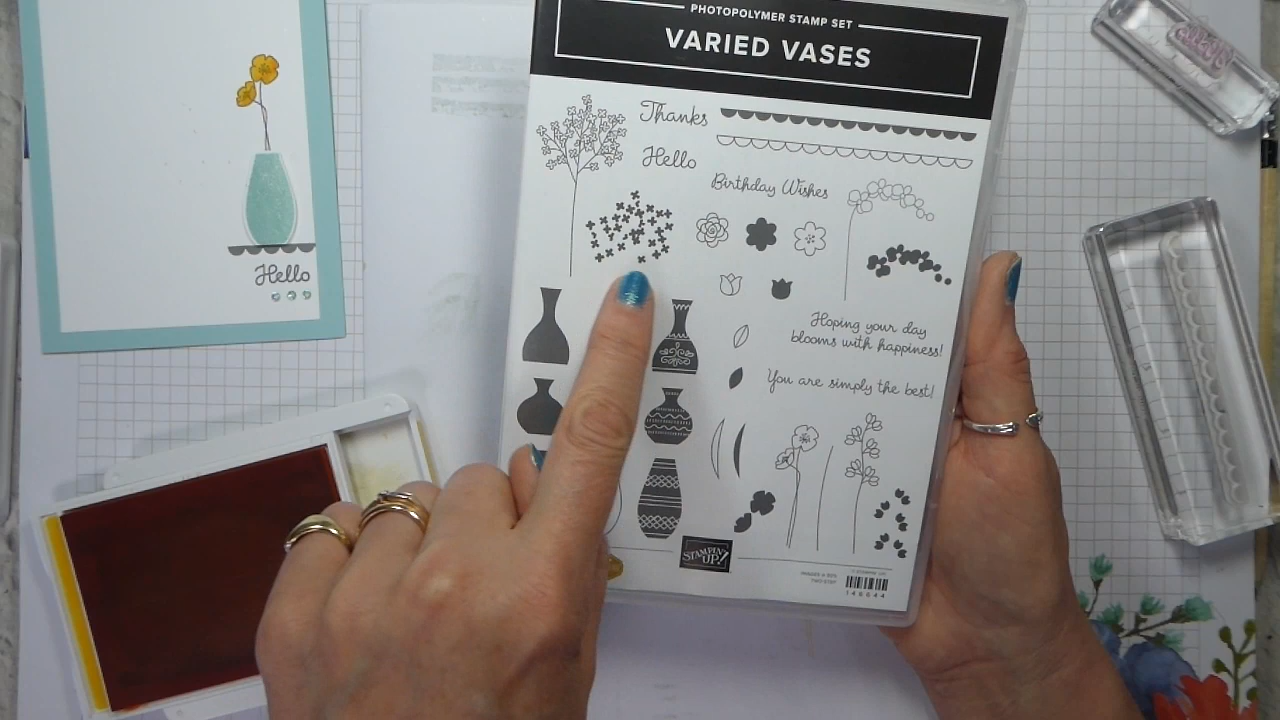 PHOTOPOLYMER STAMP SET
VARIED VASES
Thanks
Hello
Birthday Wishes
Hoping your day
blooms with happiness!
You are simply the best!
STAMPIN' UP!
148644
Hello